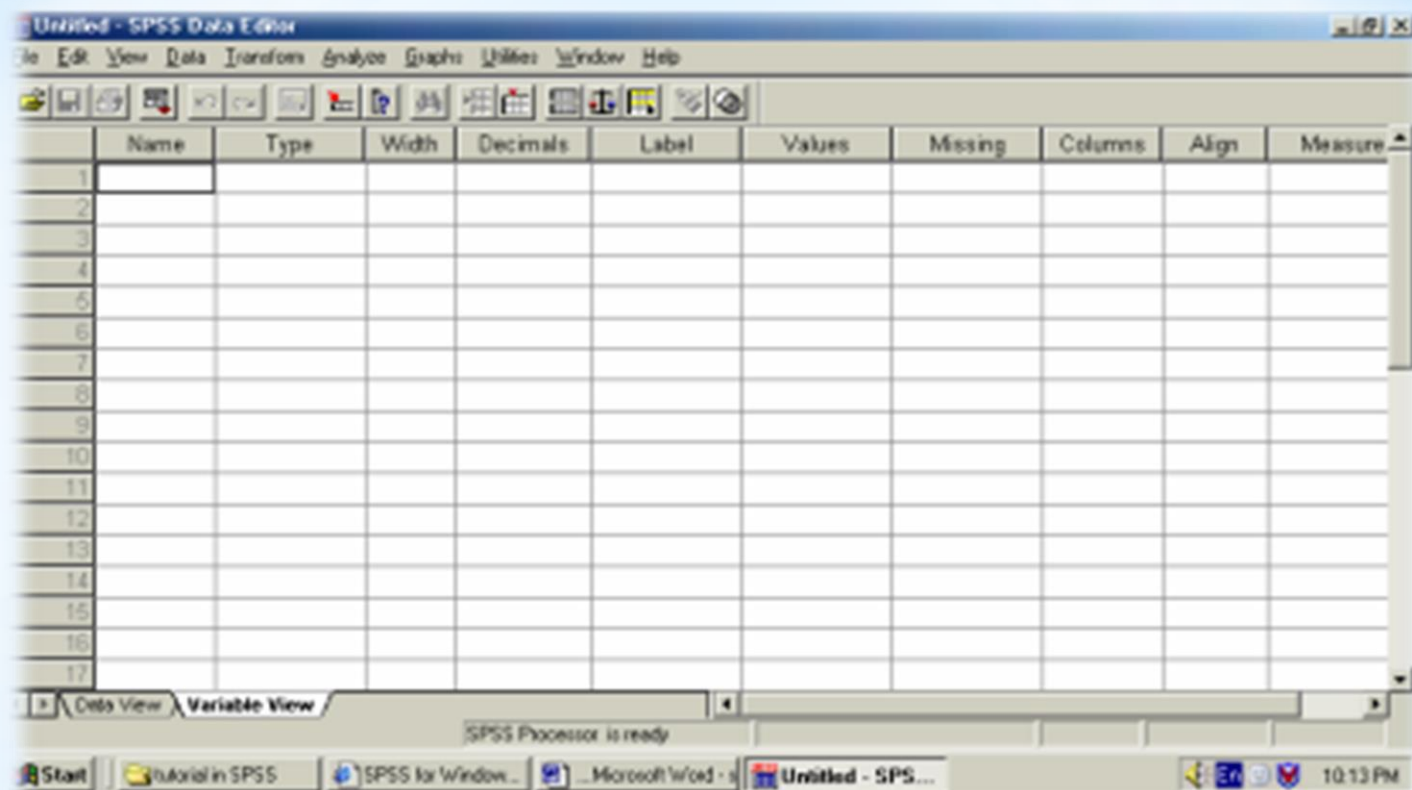 Untitled - SPSS Data Editor
Edit View Data Transform Analyze Graphs Utilities Window Help
Name Type Width Decimals Label Values Missing Columns Align Measure
1
2
3
4
5
6
7
8
9
10
11
12
13
14
15
16
17
Data View Variable View
SPSS Processor is ready
Start tutorial in SPSS SPSS for Window... ...Microsoft Word - s Untitled - SPS... En 10:13 PM